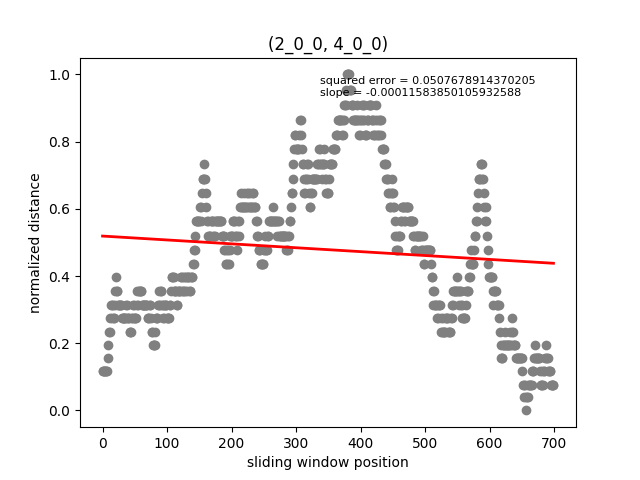 (2_0_0, 4_0_0)
squared error = 0.0507678914370205
slope = -0.00011583850105932588
normalized distance
1.0
0.8
0.6
0.4
0.2
0.0
0 100 200 300 400 500 600 700
sliding window position